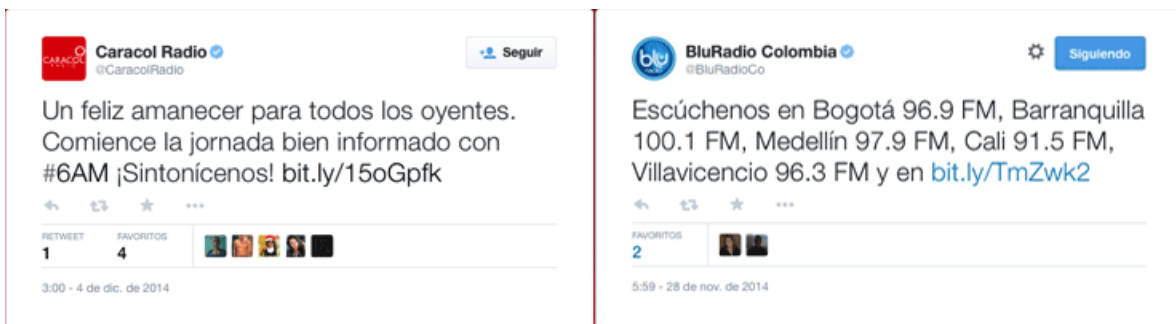 Caracol Radio
@CaracolRadio
Seguir
Un feliz amanecer para todos los oyentes.
Comience la jornada bien informado con
#6AM ¡Sintonícenos! bit.ly/15oGpfk
RETWEET FAVORITOS
1 4
3:00 - 4 de dic. de 2014
blu
BluRadio Colombia
@BluRadioCo
Siguiendo
Escúchenos en Bogotá 96.9 FM, Barranquilla
100.1 FM, Medellín 97.9 FM, Cali 91.5 FM,
Villavicencio 96.3 FM y en bit.ly/TmZwk2
FAVORITOS
2
5:59 - 28 de nov. de 2014